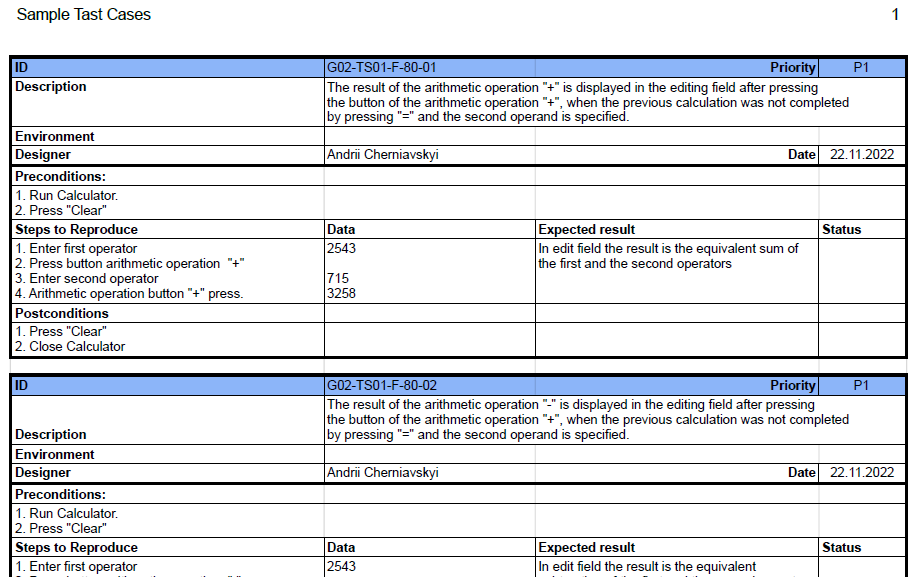 Sample Tast Cases 1
ID G02-TS01-F-80-01 Priority P1
Description The result of the arithmetic operation "+" is displayed in the editing field after pressing
the button of the arithmetic operation "+", when the previous calculation was not completed
by pressing "=" and the second operand is specified.
Environment
Designer Andrii Cherniavskyi Date 22.11.2022
Preconditions:
1. Run Calculator.
2. Press "Clear"
Steps to Reproduce Data Expected result Status
1. Enter first operator 2543 In edit field the result is the equivalent sum of
2. Press button arithmetic operation "+" the first and the second operators
3. Enter second operator 715
4. Arithmetic operation button "+" press. 3258
Postconditions
1. Press "Clear"
2. Close Calculator
ID G02-TS01-F-80-02 Priority P1
The result of the arithmetic operation "-" is displayed in the editing field after pressing
the button of the arithmetic operation "+", when the previous calculation was not completed
Description by pressing "=" and the second operand is specified.
Environment
Designer Andrii Cherniavskyi Date 22.11.2022
Preconditions:
1. Run Calculator.
2. Press "Clear"
Steps to Reproduce Data Expected result Status
1. Enter first operator 2543 In edit field the result is the equivalent